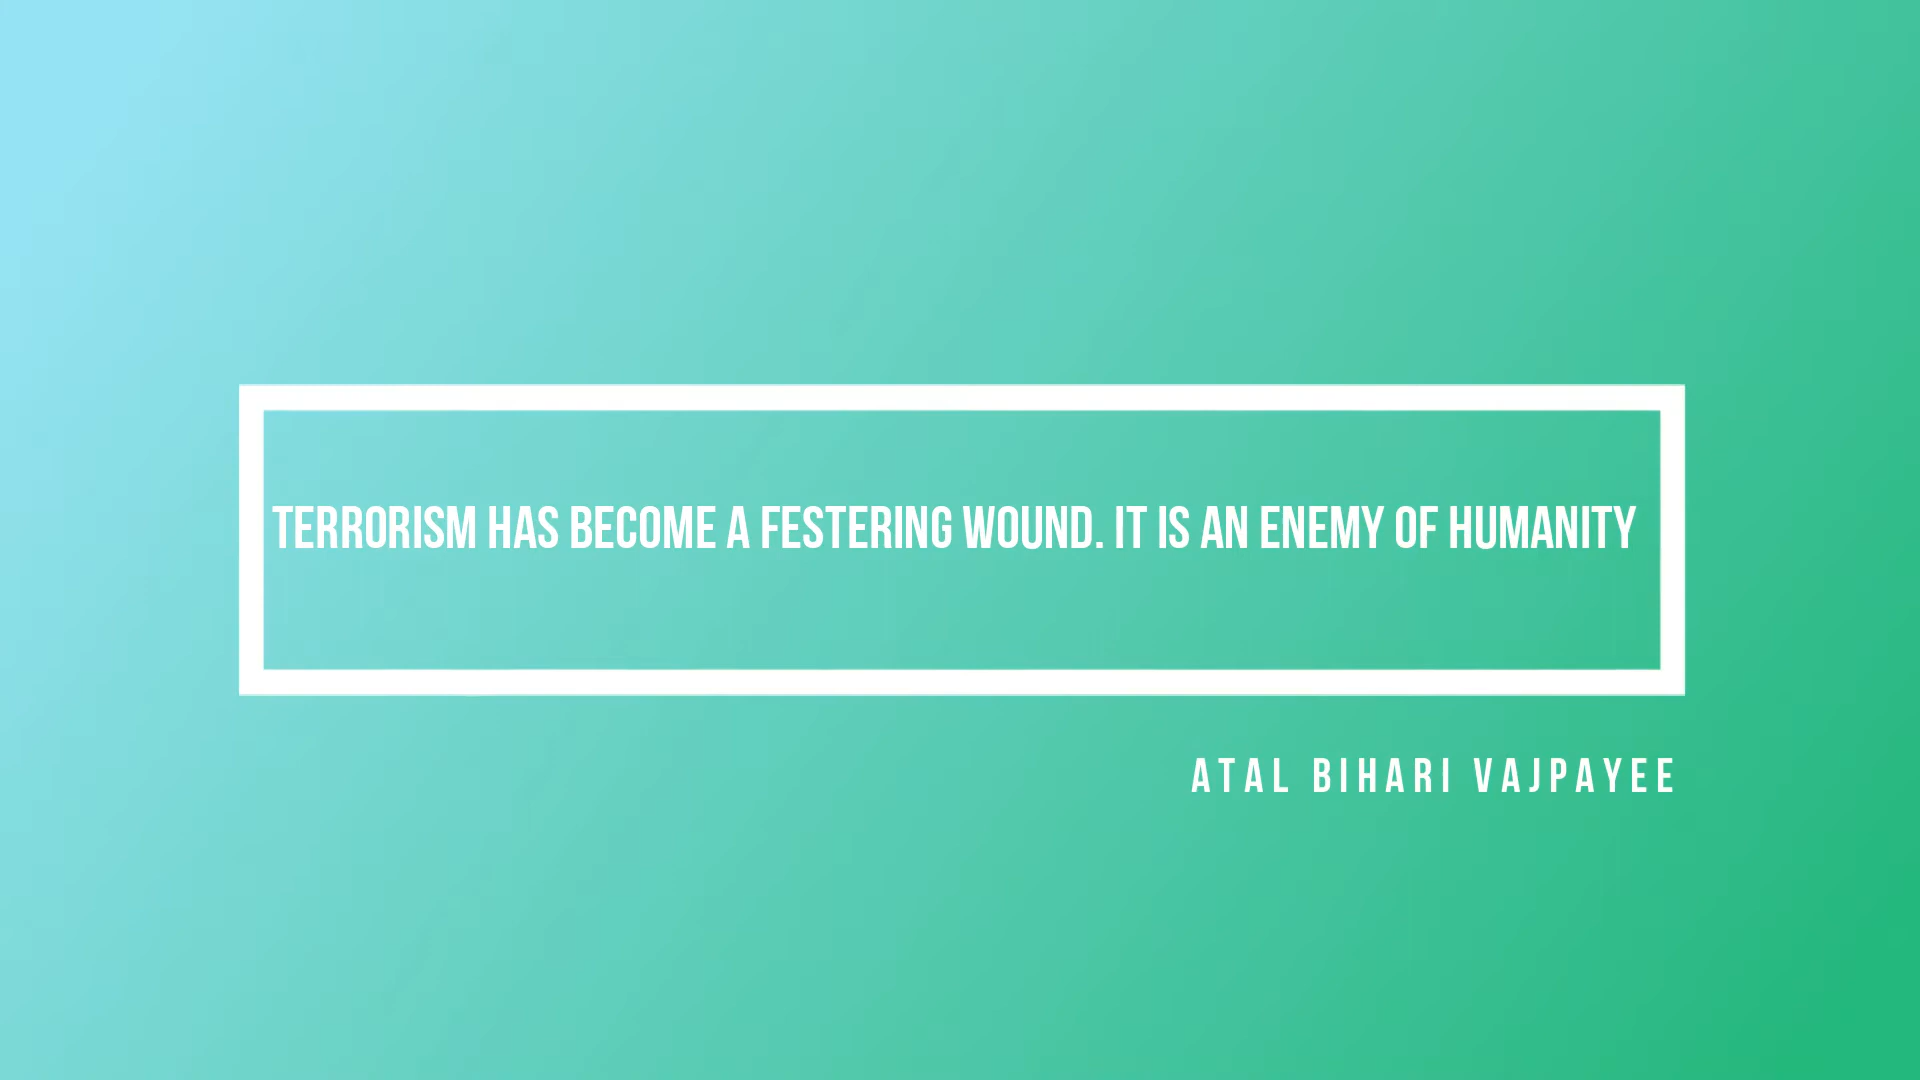 TERRORISM HAS BECOME A FESTERING WOUND. IT IS AN ENEMY OF HUMANITY
ATAL BIHARI VAJPAYEE